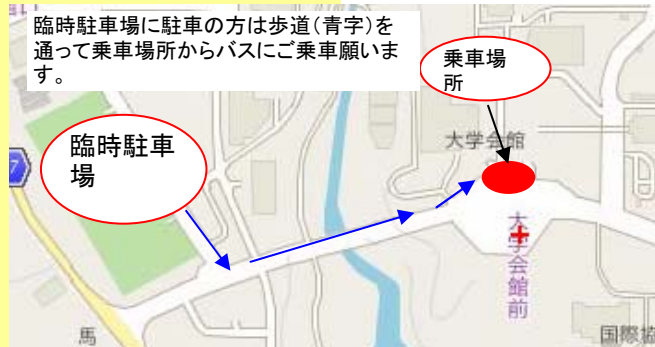 臨時駐車場に駐車の方は歩道（青字）を
通って乗車場所からバスにご乗車願いま
す。
乗車場
所
臨時駐車
場
大学会館
7
大学会館前
馬
国際協